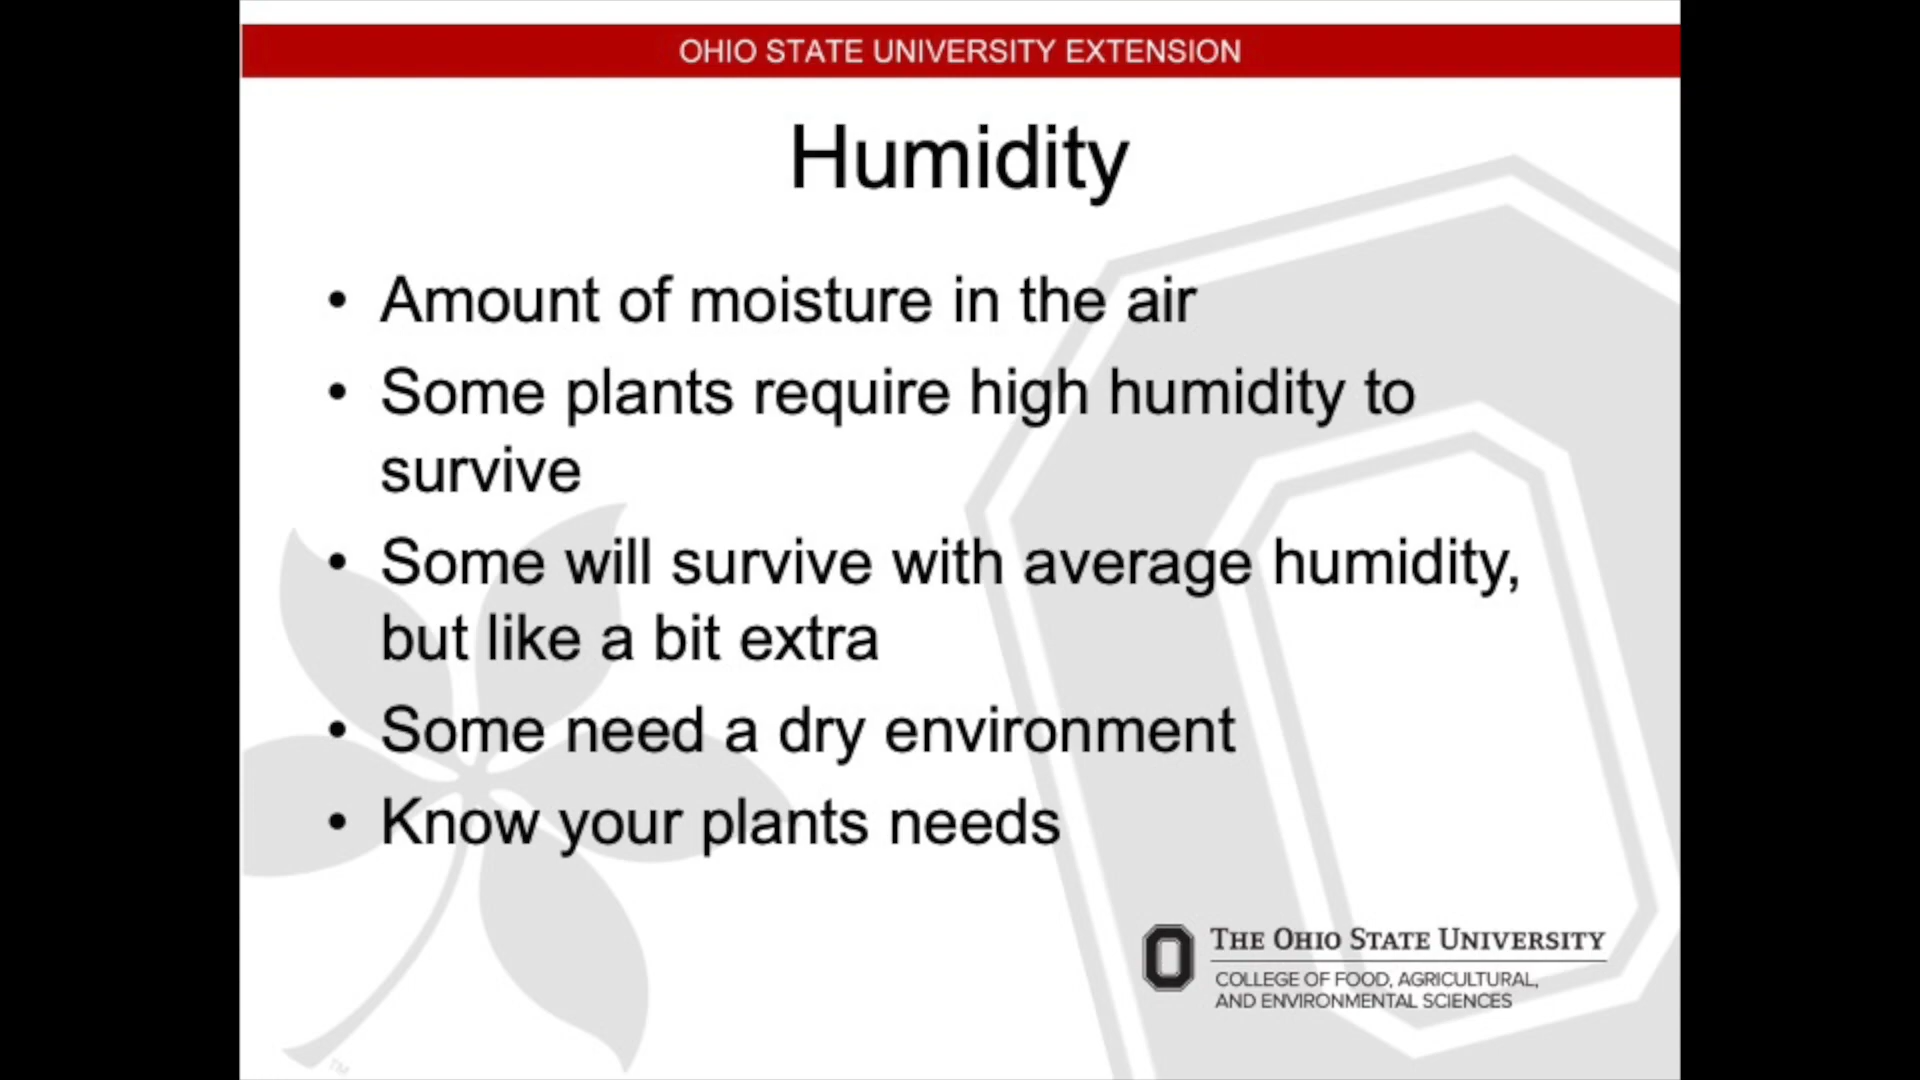 OHIO STATE UNIVERSITY EXTENSION
Humidity
• Amount of moisture in the air
• Some plants require high humidity to
survive
• Some will survive with average humidity,
but like a bit extra
• Some need a dry environment
• Know your plants needs
THE OHIO STATE UNIVERSITY
COLLEGE OF FOOD, AGRICULTURAL,
AND ENVIRONMENTAL SCIENCES
TM